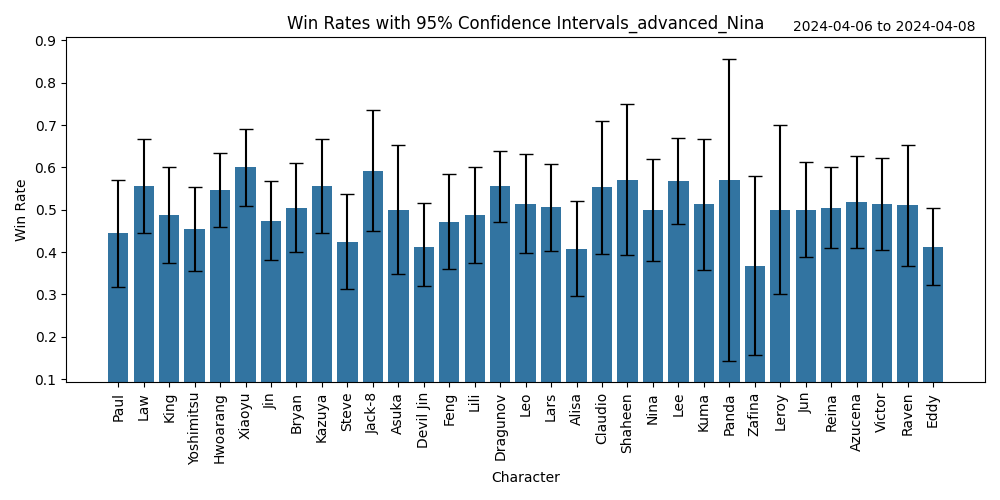 Win Rates with 95% Confidence Intervals_advanced_Nina
2024-04-06 to 2024-04-08
Win Rate
0.9
0.8
0.7
0.6
0.5
0.4
0.3
0.2
0.1
Paul
Law
King
Yoshimitsu
Hwoarang
Xiaoyu
Jin
Bryan
Kazuya
Steve
Jack-8
Asuka
Devil Jin
Feng
Lili
Dragunov
Leo
Lars
Alisa
Claudio
Shaheen
Nina
Lee
Kuma
Panda
Zafina
Leroy
Jun
Reina
Azucena
Victor
Raven
Eddy
Character